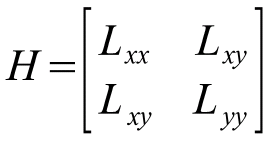 H = [ L_xx L_xy
L_xy L_yy ]